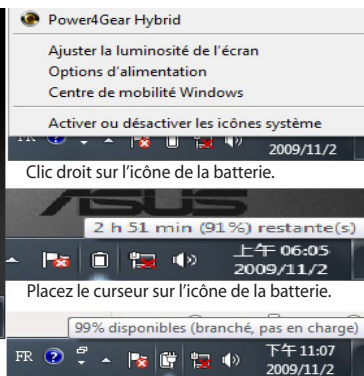 Power4Gear Hybrid
Ajuster la luminosité de l'écran
Options d'alimentation
Centre de mobilité Windows
Activer ou désactiver les icônes système
2009/11/2
Clic droit sur l'icône de la batterie.
ASUS
2 h 51 min (91%) restante(s)
上午 06:05
2009/11/2
Placez le curseur sur l'icône de la batterie.
99% disponibles (branché, pas en charge)
FR 下午 11:07
2009/11/2